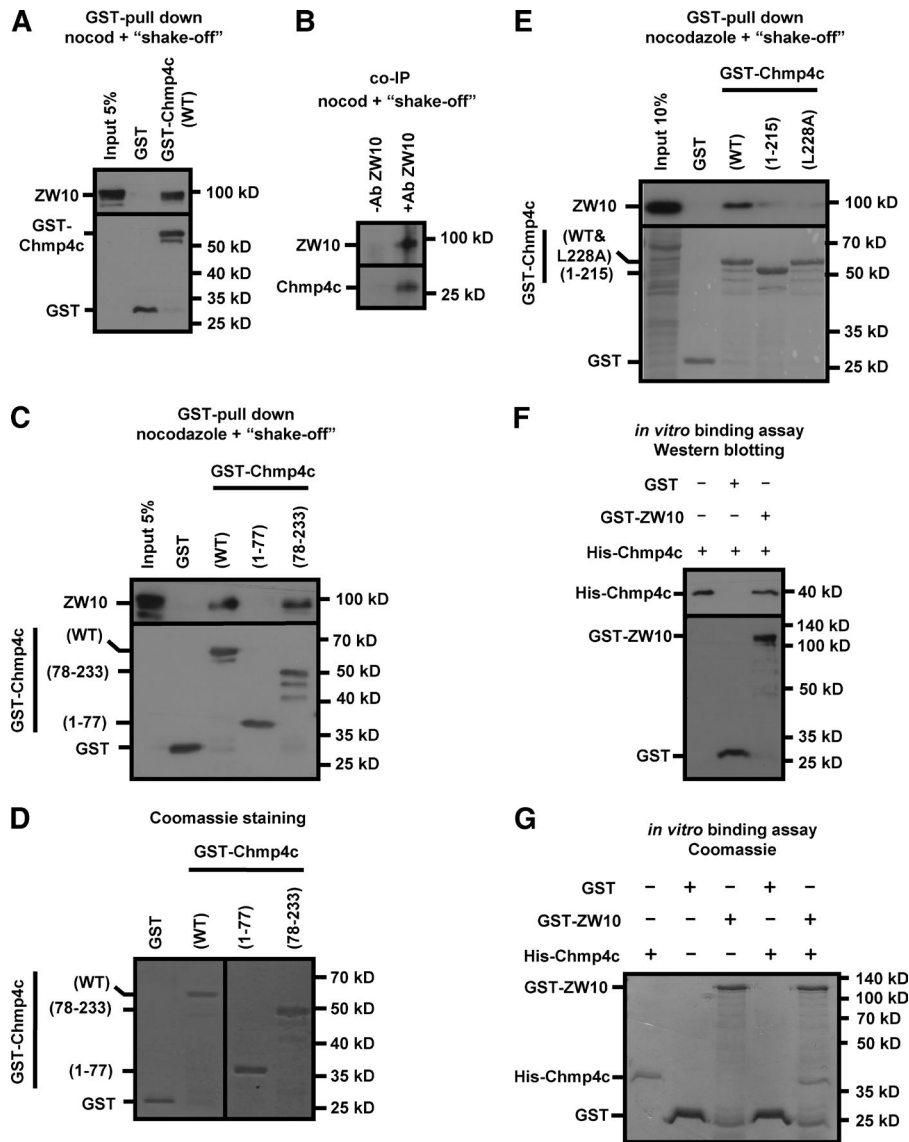 A
GST-pull down
nocod + “shake-off”
Input 5%
GST
GST-Chmp4c
(WT)
ZW10
GST-
Chmp4c
GST
100 kD
50 kD
40 kD
35 kD
25 kD
B
co-IP
nocod + “shake-off”
-Ab ZW10
+Ab ZW10
ZW10
Chmp4c
100 kD
25 kD
C
GST-pull down
nocodazole + “shake-off”
GST-Chmp4c
Input 5%
GST
(WT)
(1-77)
(78-233)
ZW10
GST-Chmp4c
(WT)
(78-233)
(1-77)
GST
100 kD
70 kD
50 kD
40 kD
35 kD
25 kD
D
Coomassie staining
GST-Chmp4c
GST
(WT)
(1-77)
(78-233)
GST-Chmp4c
(WT)
(78-233)
(1-77)
GST
70 kD
50 kD
40 kD
35 kD
25 kD
E
GST-pull down
nocodazole + “shake-off”
GST-Chmp4c
Input 10%
GST
(WT)
(1-215)
(L228A)
ZW10
GST-Chmp4c
(WT&
L228A)
(1-215)
GST
100 kD
70 kD
50 kD
35 kD
25 kD
F
in vitro binding assay
Western blotting
GST – + –
GST-ZW10 – – +
His-Chmp4c + + +
His-Chmp4c
GST-ZW10
GST
40 kD
140 kD
100 kD
50 kD
35 kD
25 kD
G
in vitro binding assay
Coomassie
GST – + – + –
GST-ZW10 – – + – +
His-Chmp4c + – – + +
GST-ZW10
His-Chmp4c
GST
140 kD
100 kD
70 kD
50 kD
35 kD
25 kD